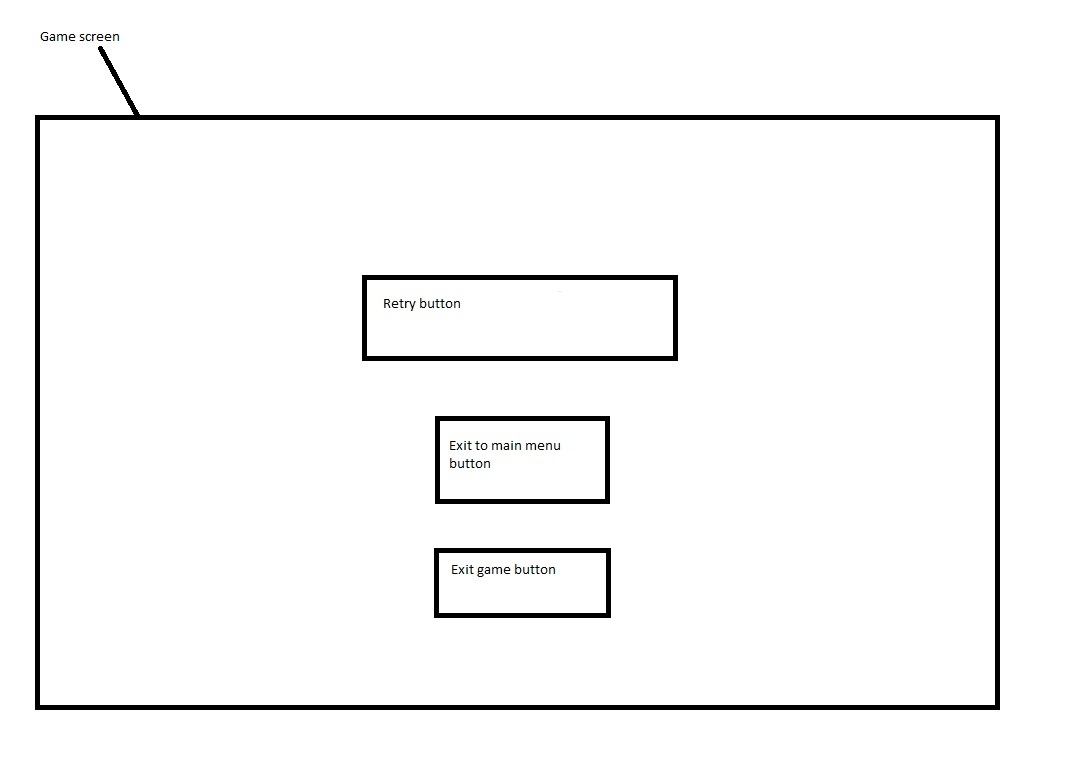 Game screen
Retry button
Exit to main menu
button
Exit game button